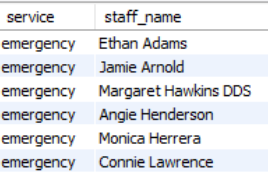 service staff_name
emergency Ethan Adams
emergency Jamie Arnold
emergency Margaret Hawkins DDS
emergency Angie Henderson
emergency Monica Herrera
emergency Connie Lawrence